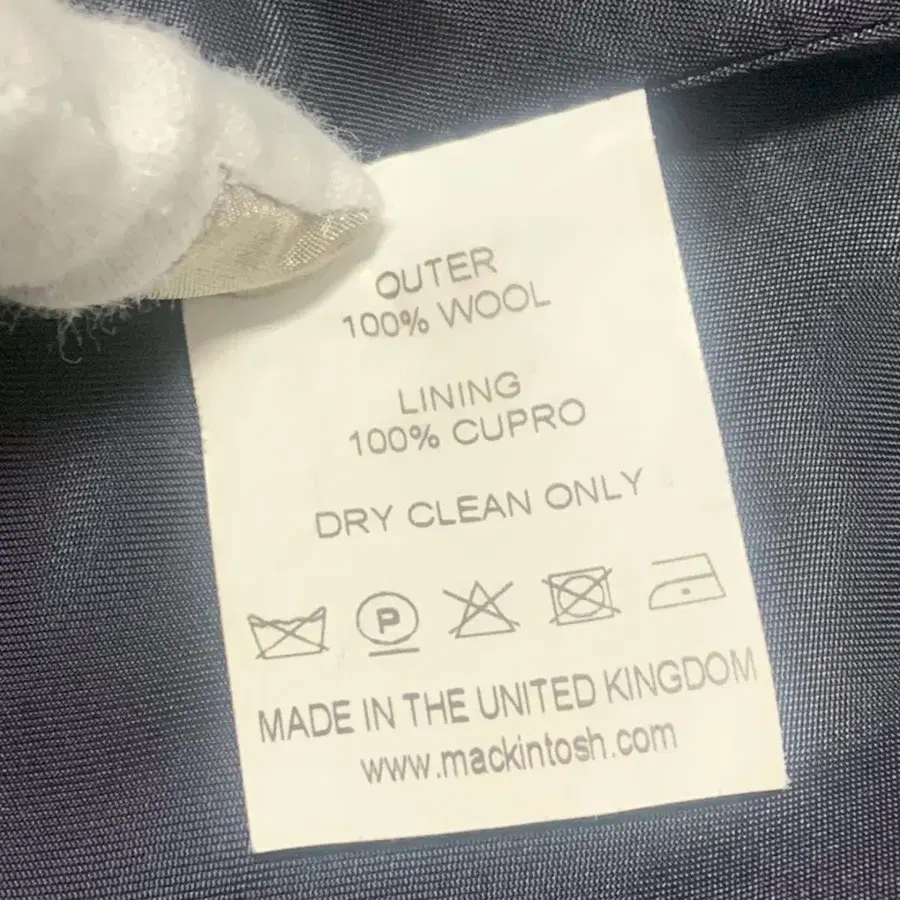 OUTER
100% WOOL
LINING
100% CUPRO
DRY CLEAN ONLY
P
MADE IN THE UNITED KINGDOM
www.mackintosh.com